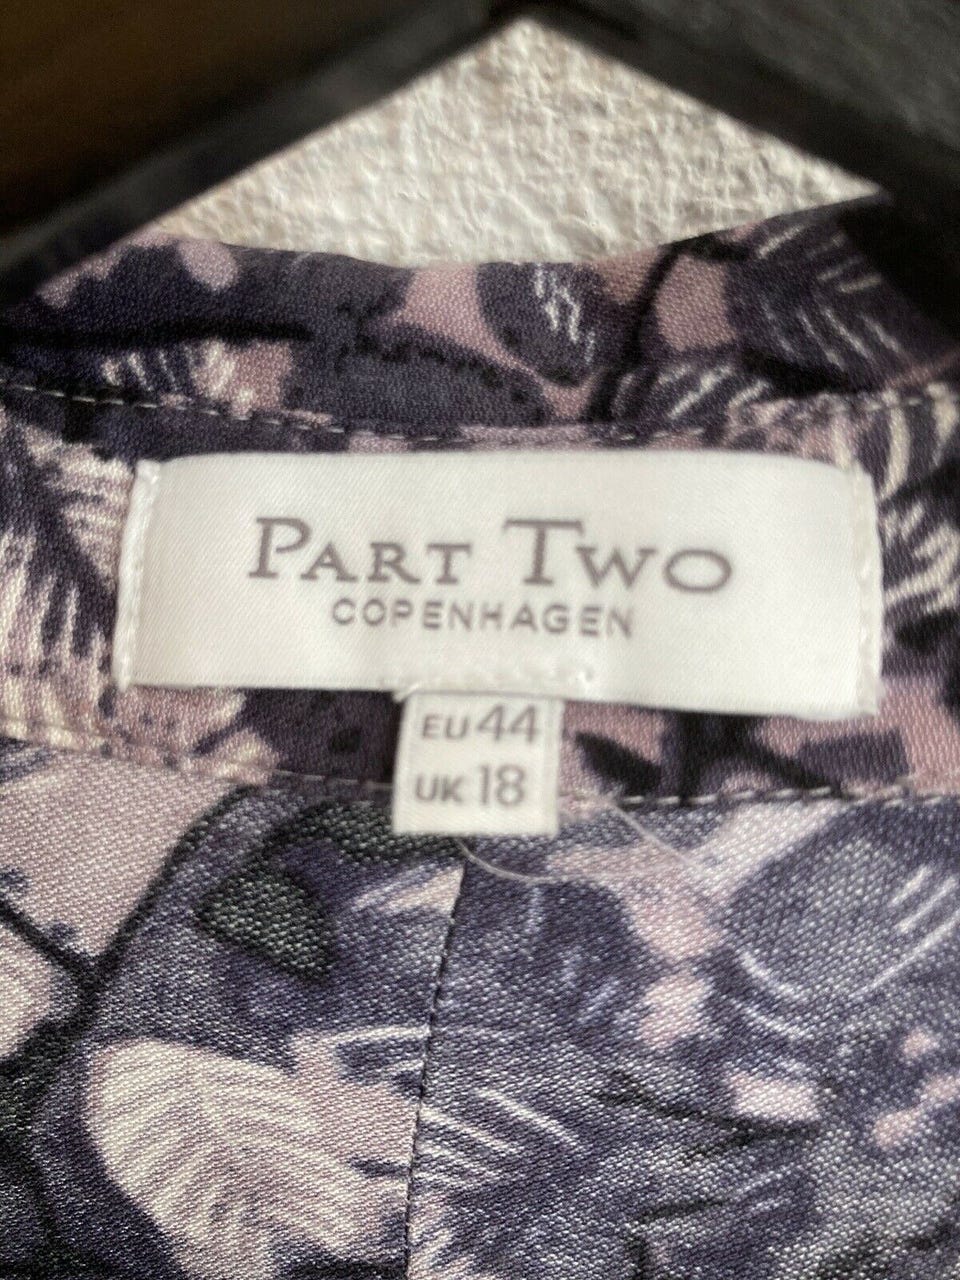 PART TWO
COPENHAGEN
EU 44
UK 18